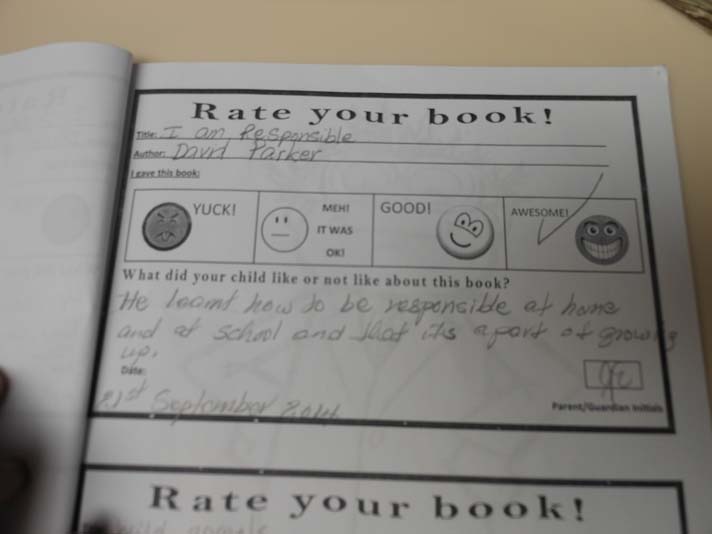 Rate your book!
Title: I am Responsible
Author: David Parker
I gave this book:
YUCK!
MEH!
IT WAS
OK!
GOOD!
AWESOME!
What did your child like or not like about this book?
He learnt how to be responsible at home
and at school and that its a part of growing
up.
Date:
21st September 2014
Parent/Guardian Initials
Rate your book!
wild animals